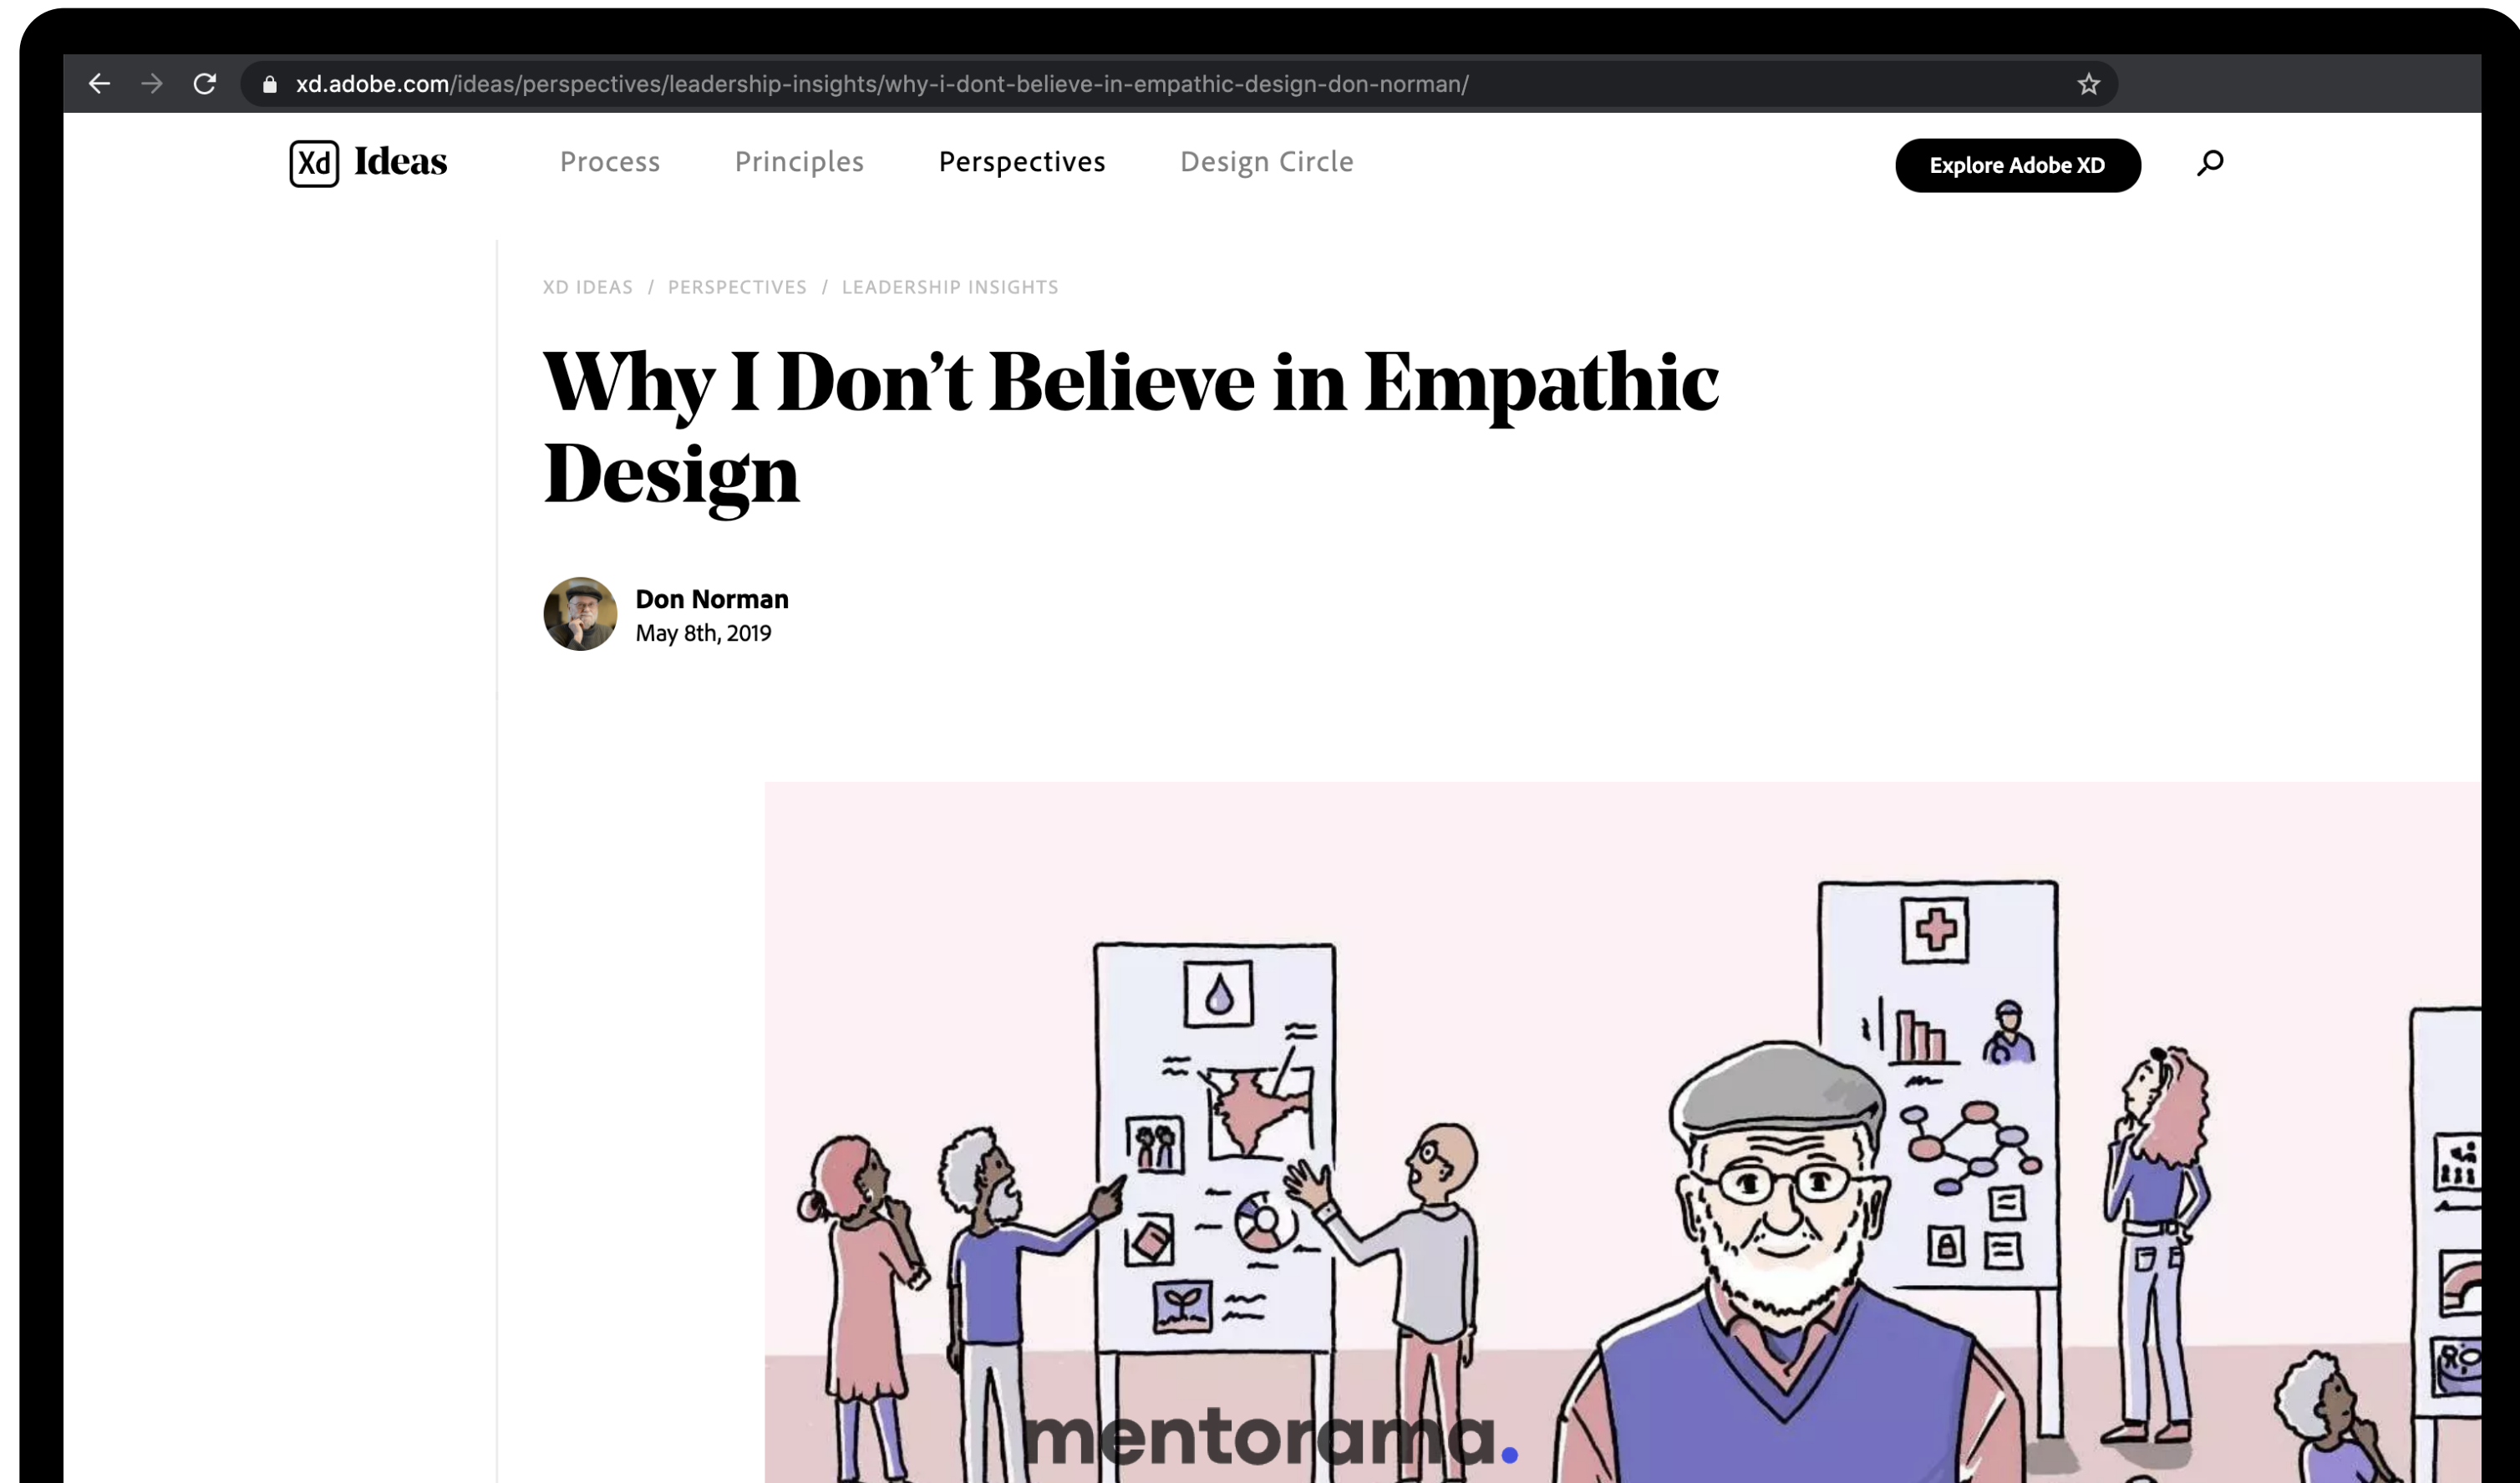 xd.adobe.com/ideas/perspectives/leadership-insights/why-i-dont-believe-in-empathic-design-don-norman/
Xd Ideas Process Principles Perspectives Design Circle Explore Adobe XD
XD IDEAS / PERSPECTIVES / LEADERSHIP INSIGHTS
Why I Don’t Believe in Empathic
Design
Don Norman
May 8th, 2019
mentorama.